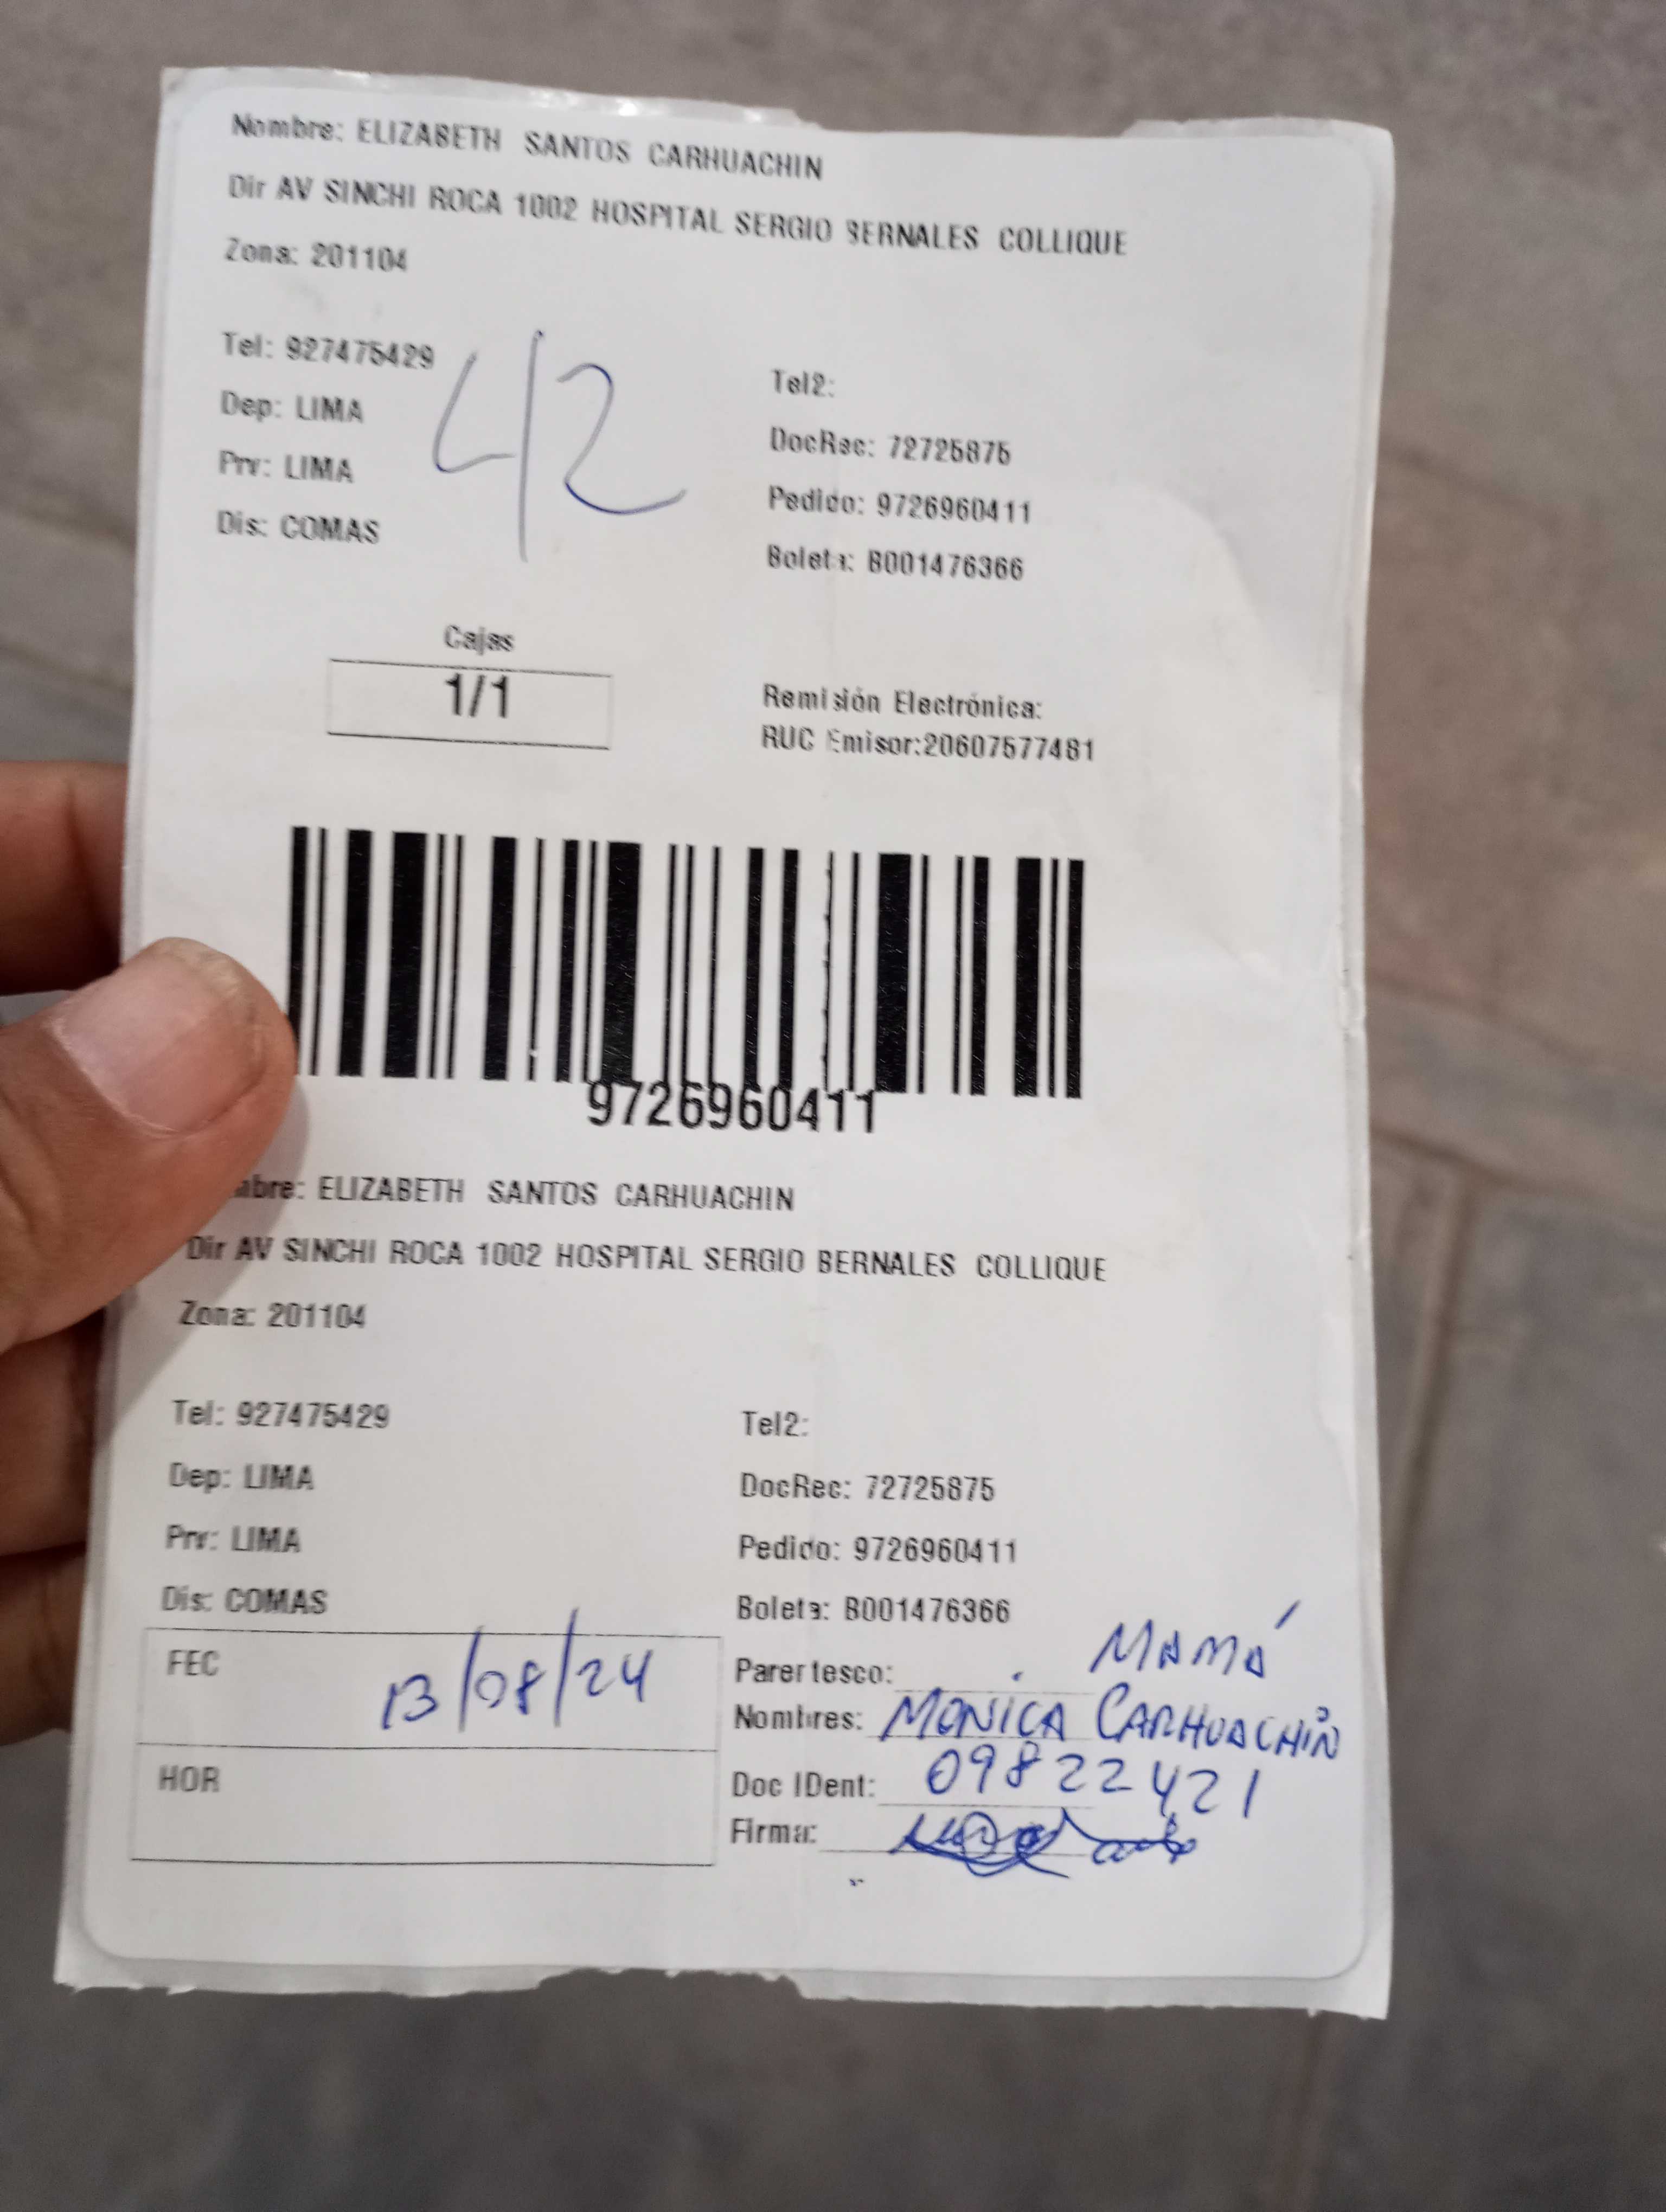 Nombre: ELIZABETH SANTOS CARHUACHIN
Dir AV SINCHI ROCA 1002 HOSPITAL SERGIO BERNALES COLLIQUE
Zona: 201104
Tel: 927475429
42
Tel2:
Dep: LIMA
DocRec: 72725875
Prv: LIMA
Pedido: 9726960411
Dis: COMAS
Boleta: B001476366
Cajas
1/1
Remisión Electrónica:
RUC Emisor:20607577481
9726960411
mbre: ELIZABETH SANTOS CARHUACHIN
Dir AV SINCHI ROCA 1002 HOSPITAL SERGIO BERNALES COLLIQUE
Zona: 201104
Tel: 927475429
Tel2:
Dep: LIMA
DocRec: 72725875
Prv: LIMA
Pedido: 9726960411
Dis: COMAS
Boleta: B001476366
FEC 13/08/24
Parertesco: MAMÁ
Nombres: MONICA CARHUACHIN
HOR
Doc IDent: 09822421
Firma: